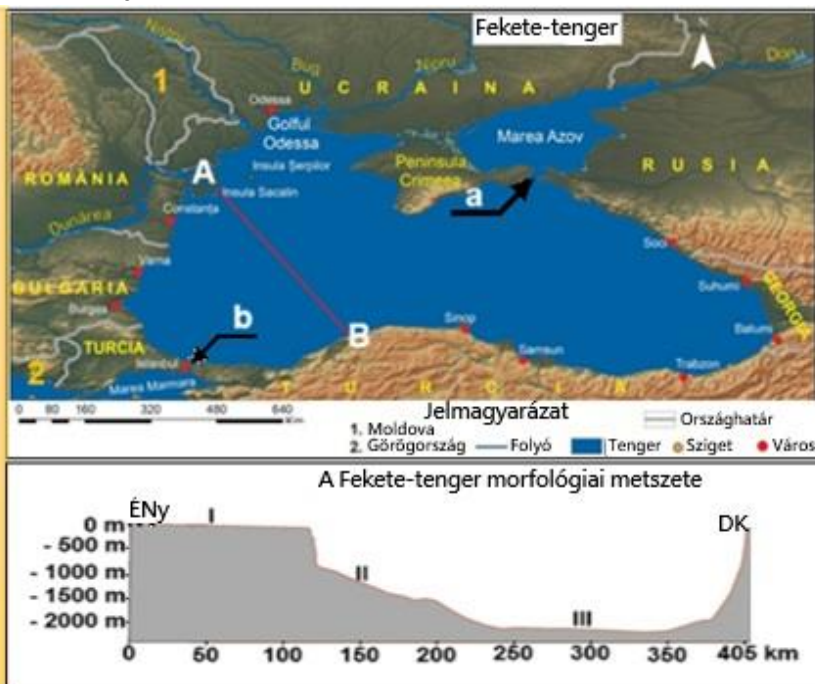 Fekete-tenger
Nistru
Bug
Nipru
Donu
1
U C R A I N A
Odessa
Golful
Odessa
Marea Azov
Insula Șerpilor
Peninsula
Crimeea
R U S I A
ROMÂNIA
A
Insula Sacalin
a
Dunărea
Constanța
Varna
Soci
BULGARIA
Burgas
Suhumi
GEORGIA
b
B
Sinop
TURCIA
Istanbul
Batumi
2
Samsun
Trabzon
Marea Marmara
T U R C I A
0 80 160 320 480 640
Jelmagyarázat
1. Moldova
Országhatár
2. Görögország
Folyó
Tenger
Sziget
Város
A Fekete-tenger morfológiai metszete
ÉNy
I
DK
0 m
- 500 m
- 1000 m
II
- 1500 m
- 2000 m
III
0 50 100 150 200 250 300 350 405 km